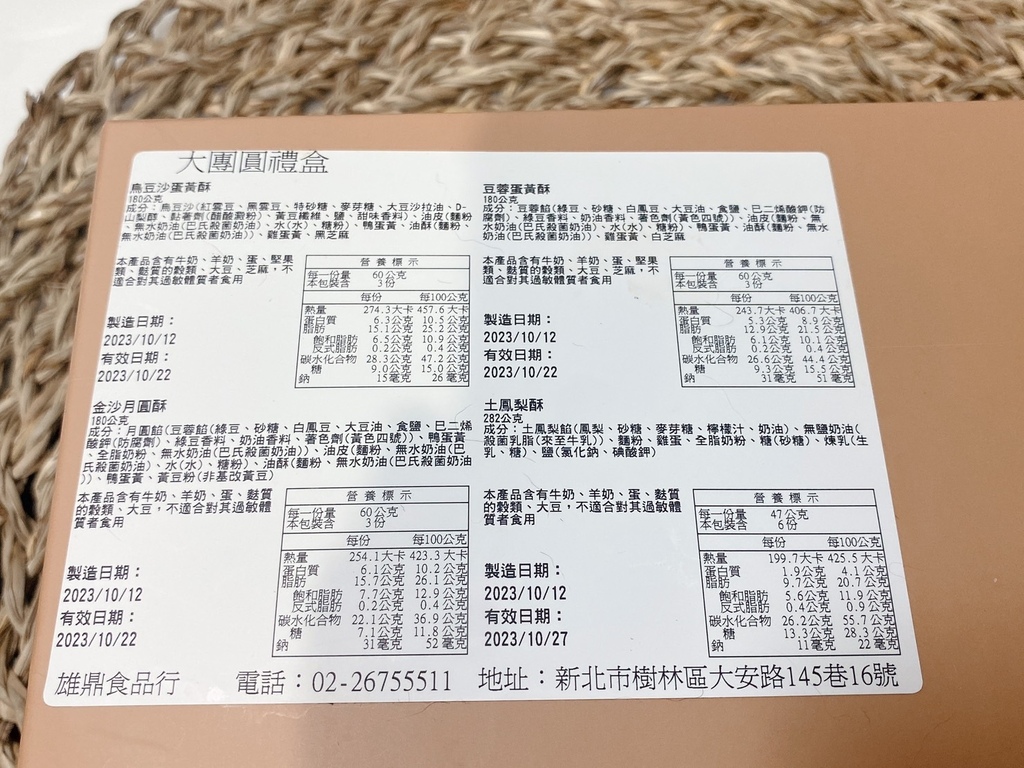 大團圓禮盒
烏豆沙蛋黃酥
180公克
成分：烏豆沙(紅雲豆、黑雲豆、特砂糖、麥芽糖、大豆沙拉油、D-
山梨醇、黏著劑(醋酸澱粉)、黃豆纖維、鹽、甜味香料)、油皮(麵粉
、無水奶油(巴氏殺菌奶油)、水(水)、糖粉)、鴨蛋黃、油酥(麵粉、
無水奶油(巴氏殺菌奶油))、雞蛋黃、黑芝麻
本產品含有牛奶、羊奶、蛋、堅果
類、麩質的穀類、大豆、芝麻，不
適合對其過敏體質者食用
製造日期：
2023/10/12
有效日期：
2023/10/22
營養標示
每一份量 60公克
本包裝含 3份
每份 每100公克
熱量 274.3大卡 457.6大卡
蛋白質 6.3公克 10.5公克
脂肪 15.1公克 25.2公克
飽和脂肪 6.5公克 10.9公克
反式脂肪 0.2公克 0.4公克
碳水化合物 28.3公克 47.2公克
糖 9.0公克 15.0公克
鈉 15毫克 26毫克
豆蓉蛋黃酥
180公克
成分：豆蓉餡(綠豆、砂糖、白鳳豆、大豆油、食鹽、巳二烯酸鉀(防
腐劑)、綠豆香料、奶油香料、著色劑(黃色四號))、油皮(麵粉、無
水奶油(巴氏殺菌奶油)、水(水)、糖粉)、鴨蛋黃、油酥(麵粉、無水
奶油(巴氏殺菌奶油))、雞蛋黃、白芝麻
本產品含有牛奶、羊奶、蛋、堅果
類、麩質的穀類、大豆、芝麻，不
適合對其過敏體質者食用
製造日期：
2023/10/12
有效日期：
2023/10/22
營養標示
每一份量 60公克
本包裝含 3份
每份 每100公克
熱量 243.7大卡 406.7大卡
蛋白質 5.3公克 8.9公克
脂肪 12.9公克 21.5公克
飽和脂肪 6.1公克 10.1公克
反式脂肪 0.2公克 0.4公克
碳水化合物 26.6公克 44.4公克
糖 9.3公克 15.5公克
鈉 31毫克 51毫克
金沙月圓酥
180公克
成分：月圓餡(豆蓉餡(綠豆、砂糖、白鳳豆、大豆油、食鹽、巳二烯
酸鉀(防腐劑)、綠豆香料、奶油香料、著色劑(黃色四號))、鴨蛋黃
、全脂奶粉、無水奶油(巴氏殺菌奶油))、油皮(麵粉、無水奶油(巴
氏殺菌奶油)、水(水)、糖粉)、油酥(麵粉、無水奶油(巴氏殺菌奶油
))、鴨蛋黃、黃豆粉(非基改黃豆)
本產品含有牛奶、羊奶、蛋、麩質
的穀類、大豆，不適合對其過敏體
質者食用
製造日期：
2023/10/12
有效日期：
2023/10/22
營養標示
每一份量 60公克
本包裝含 3份
每份 每100公克
熱量 254.1大卡 423.3大卡
蛋白質 6.1公克 10.2公克
脂肪 15.7公克 26.1公克
飽和脂肪 7.7公克 12.9公克
反式脂肪 0.2公克 0.4公克
碳水化合物 22.1公克 36.9公克
糖 7.1公克 11.8公克
鈉 31毫克 52毫克
土鳳梨酥
282公克
成分：土鳳梨餡(鳳梨、砂糖、麥芽糖、檸檬汁、奶油)、無鹽奶油(
殺菌乳脂(來至牛乳))、麵粉、雞蛋、全脂奶粉、糖(砂糖)、煉乳(生
乳、糖)、鹽(氯化鈉、碘酸鉀)
本產品含有牛奶、羊奶、蛋、麩質
的穀類、大豆，不適合對其過敏體
質者食用
製造日期：
2023/10/12
有效日期：
2023/10/27
營養標示
每一份量 47公克
本包裝含 6份
每份 每100公克
熱量 199.7大卡 425.5大卡
蛋白質 1.9公克 4.1公克
脂肪 9.7公克 20.7公克
飽和脂肪 5.6公克 11.9公克
反式脂肪 0.4公克 0.9公克
碳水化合物 26.2公克 55.7公克
糖 13.3公克 28.3公克
鈉 11毫克 22毫克
雄鼎食品行 電話：02-26755511 地址：新北市樹林區大安路145巷16號